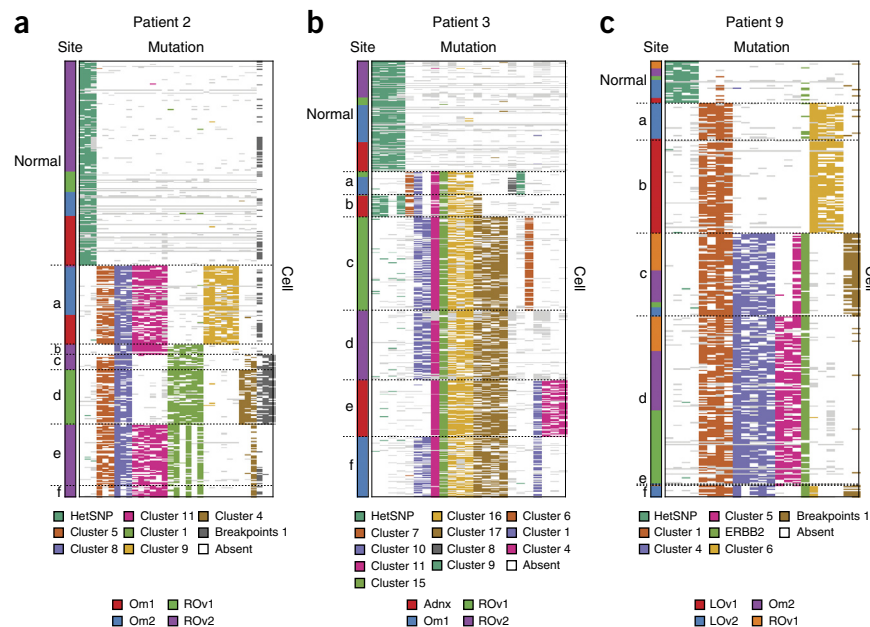 a
Patient 2
Site
Mutation
Normal
a
b
c
d
e
f
Cell
HetSNP
Cluster 5
Cluster 8
Cluster 11
Cluster 1
Cluster 9
Cluster 4
Breakpoints 1
Absent
Om1
Om2
ROv1
ROv2
b
Patient 3
Site
Mutation
Normal
a
b
c
d
e
f
Cell
HetSNP
Cluster 7
Cluster 10
Cluster 11
Cluster 15
Cluster 16
Cluster 17
Cluster 8
Cluster 9
Cluster 6
Cluster 1
Cluster 4
Absent
Adnx
Om1
ROv1
ROv2
c
Patient 9
Site
Mutation
Normal
a
b
c
d
e
f
Cell
HetSNP
Cluster 1
Cluster 4
Cluster 5
ERBB2
Cluster 6
Breakpoints 1
Absent
LOv1
LOv2
Om2
ROv1